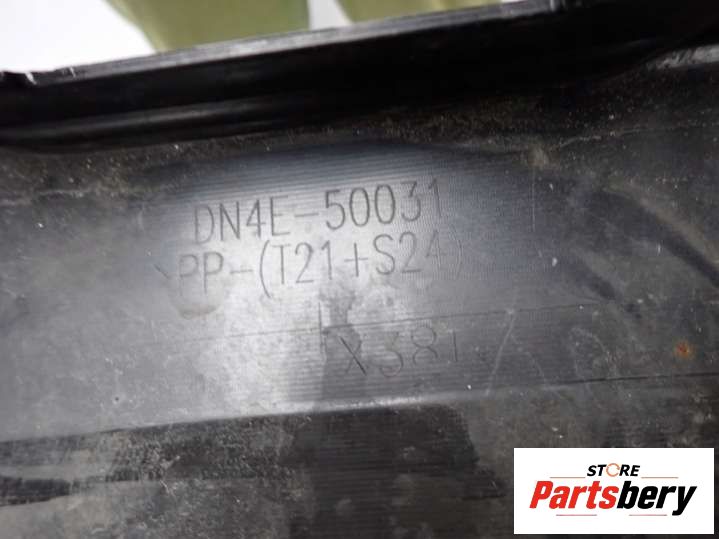 DN4E-50031
PP-(T21+S24)
X381
STORE
Partsbery